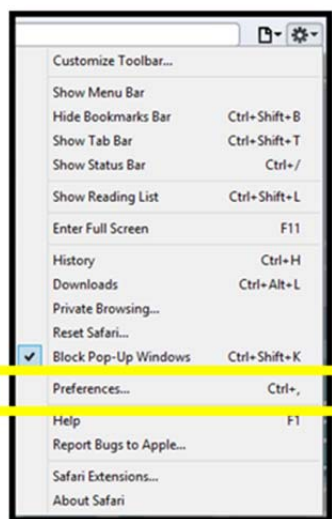 Customize Toolbar...
Show Menu Bar
Hide Bookmarks Bar Ctrl+Shift+B
Show Tab Bar Ctrl+Shift+T
Show Status Bar Ctrl+/
Show Reading List Ctrl+Shift+L
Enter Full Screen F11
History Ctrl+H
Downloads Ctrl+Alt+L
Private Browsing...
Reset Safari...
Block Pop-Up Windows Ctrl+Shift+K
Preferences... Ctrl+,
Help F1
Report Bugs to Apple...
Safari Extensions...
About Safari